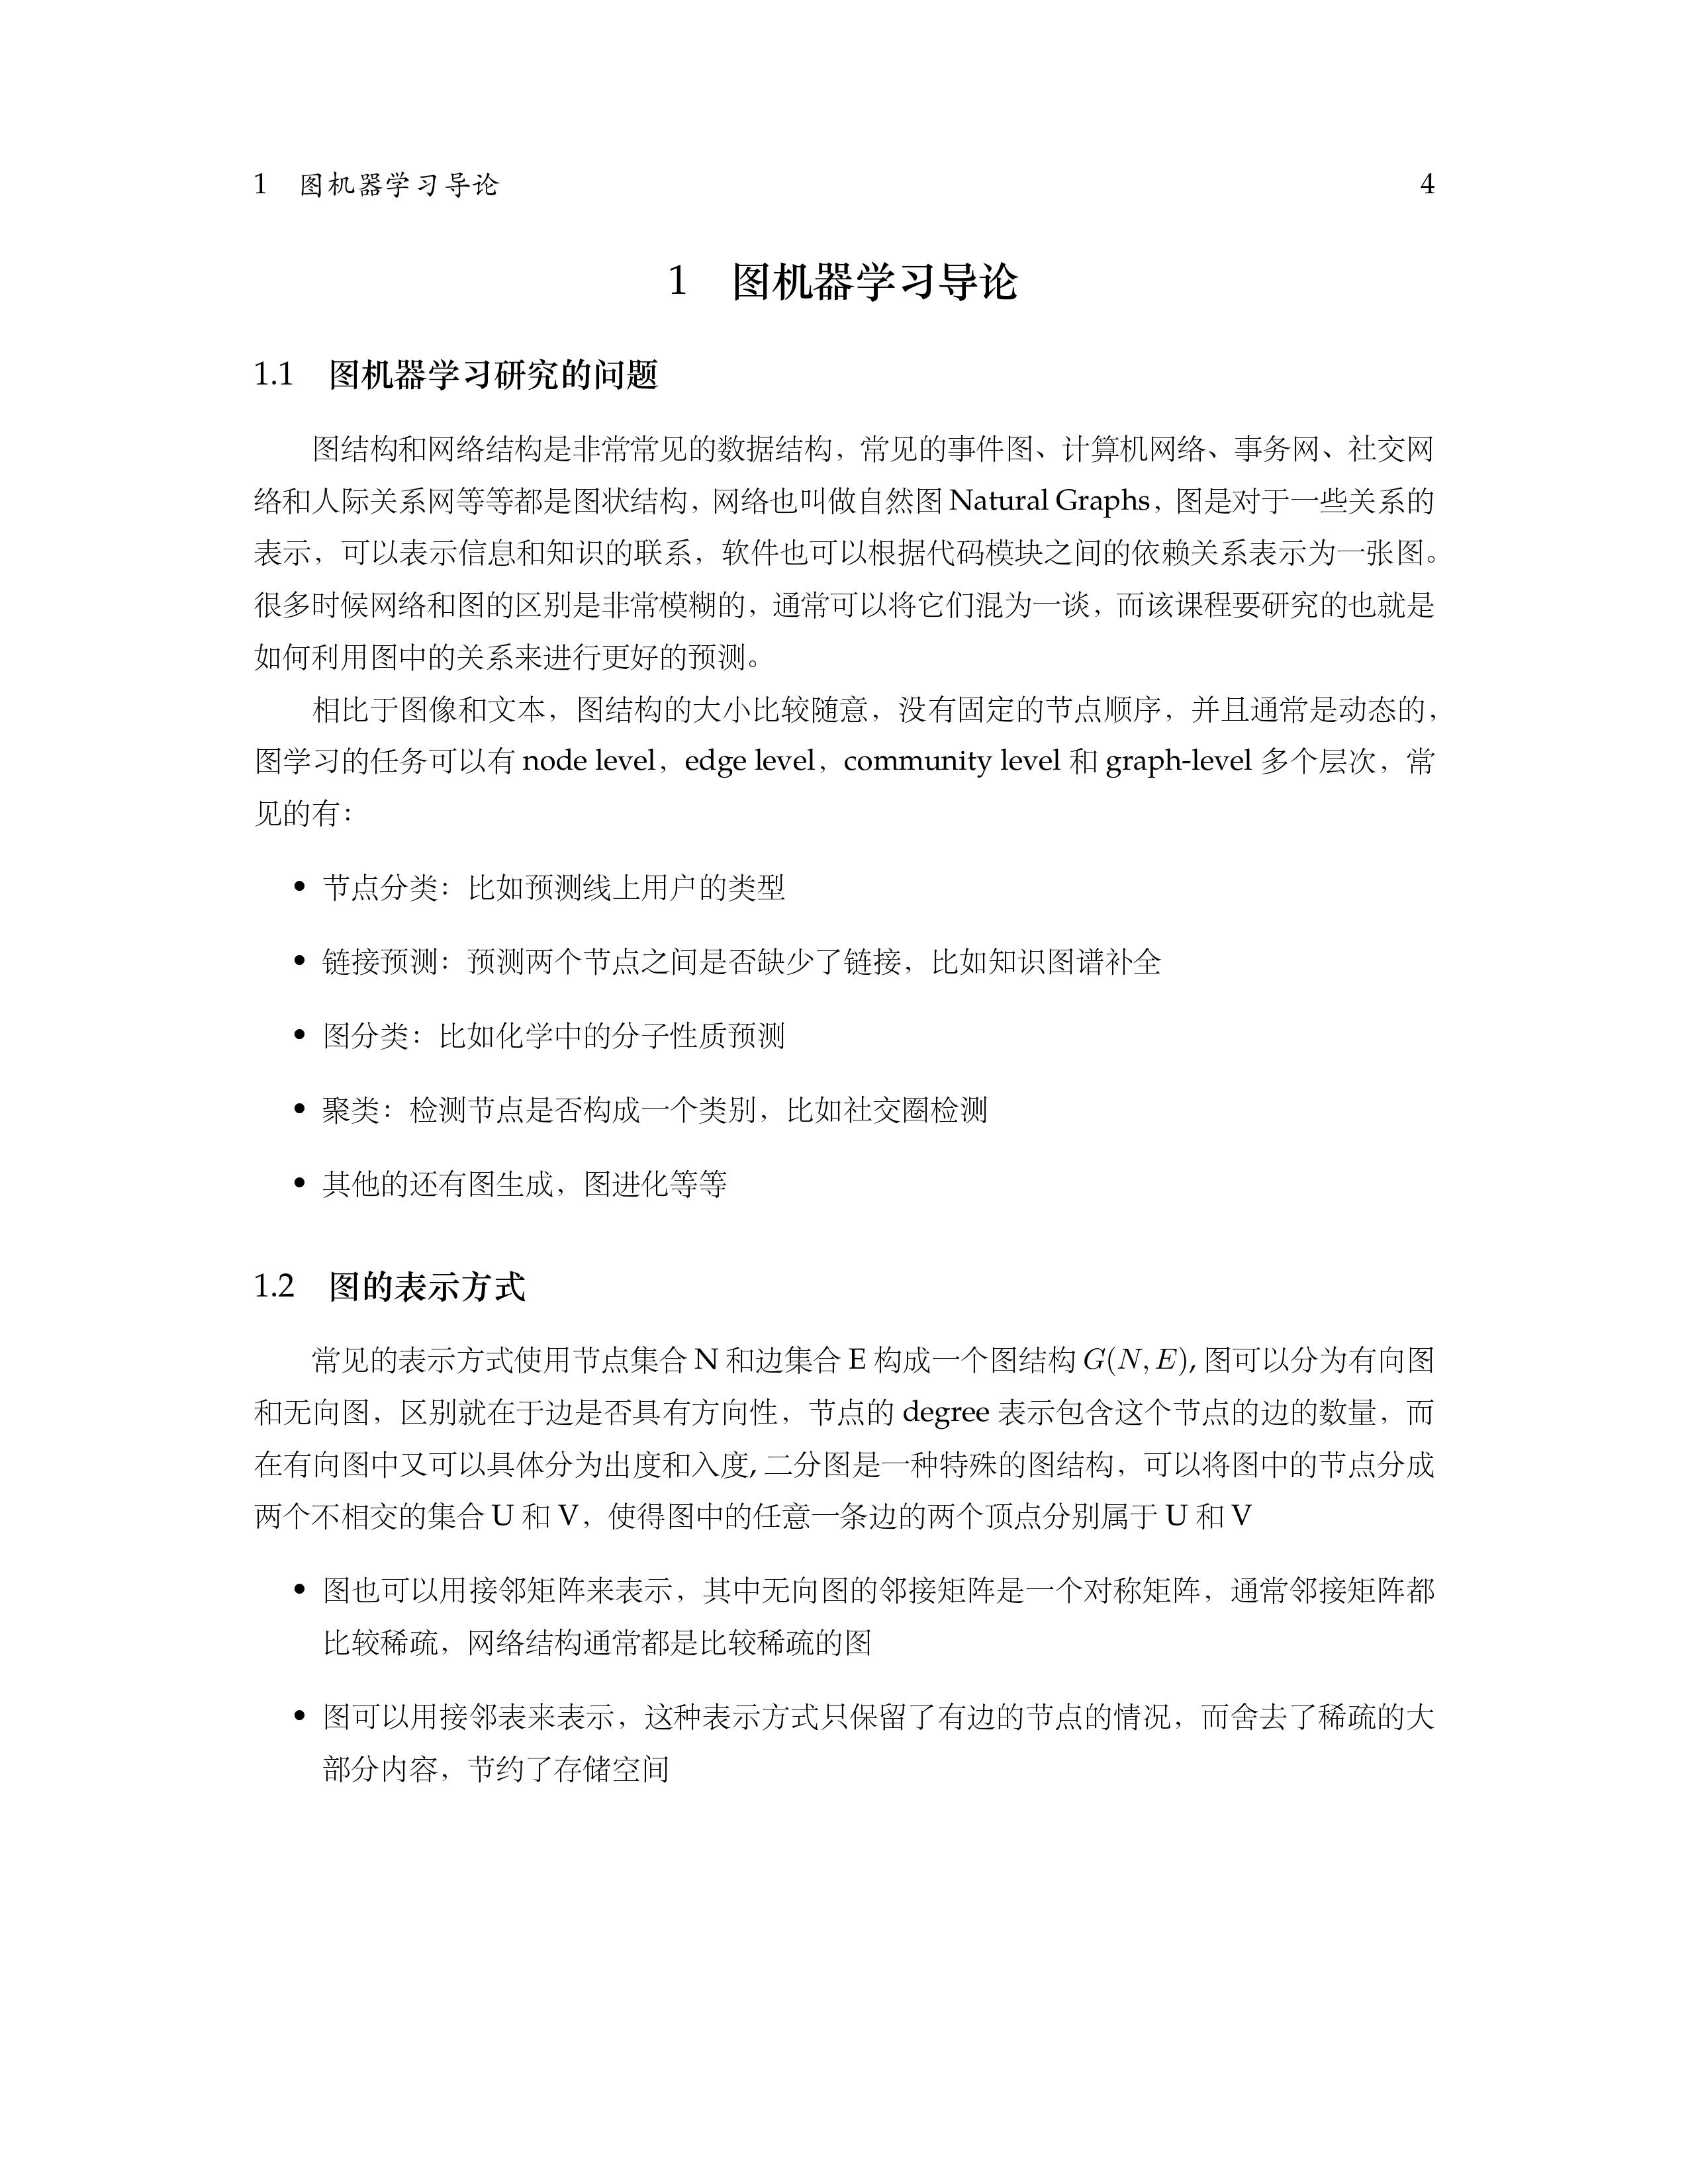 1 图机器学习导论 4
1 图机器学习导论
1.1 图机器学习研究的问题
图结构和网络结构是非常常见的数据结构，常见的事件图、计算机网络、事务网、社交网
络和人际关系网等等都是图状结构，网络也叫做自然图 Natural Graphs，图是对于一些关系的
表示，可以表示信息和知识的联系，软件也可以根据代码模块之间的依赖关系表示为一张图。
很多时候网络和图的区别是非常模糊的，通常可以将它们混为一谈，而该课程要研究的也就是
如何利用图中的关系来进行更好的预测。
相比于图像和文本，图结构的大小比较随意，没有固定的节点顺序，并且通常是动态的，
图学习的任务可以有 node level，edge level，community level 和 graph-level 多个层次，常
见的有：
• 节点分类：比如预测线上用户的类型
• 链接预测：预测两个节点之间是否缺少了链接，比如知识图谱补全
• 图分类：比如化学中的分子性质预测
• 聚类：检测节点是否构成一个类别，比如社交圈检测
• 其他的还有图生成，图进化等等
1.2 图的表示方式
常见的表示方式使用节点集合 N 和边集合 E 构成一个图结构 G(N, E), 图可以分为有向图
和无向图，区别就在于边是否具有方向性，节点的 degree 表示包含这个节点的边的数量，而
在有向图中又可以具体分为出度和入度, 二分图是一种特殊的图结构，可以将图中的节点分成
两个不相交的集合 U 和 V，使得图中的任意一条边的两个顶点分别属于 U 和 V
• 图也可以用接邻矩阵来表示，其中无向图的邻接矩阵是一个对称矩阵，通常邻接矩阵都
比较稀疏，网络结构通常都是比较稀疏的图
• 图可以用接邻表来表示，这种表示方式只保留了有边的节点的情况，而舍去了稀疏的大
部分内容，节约了存储空间